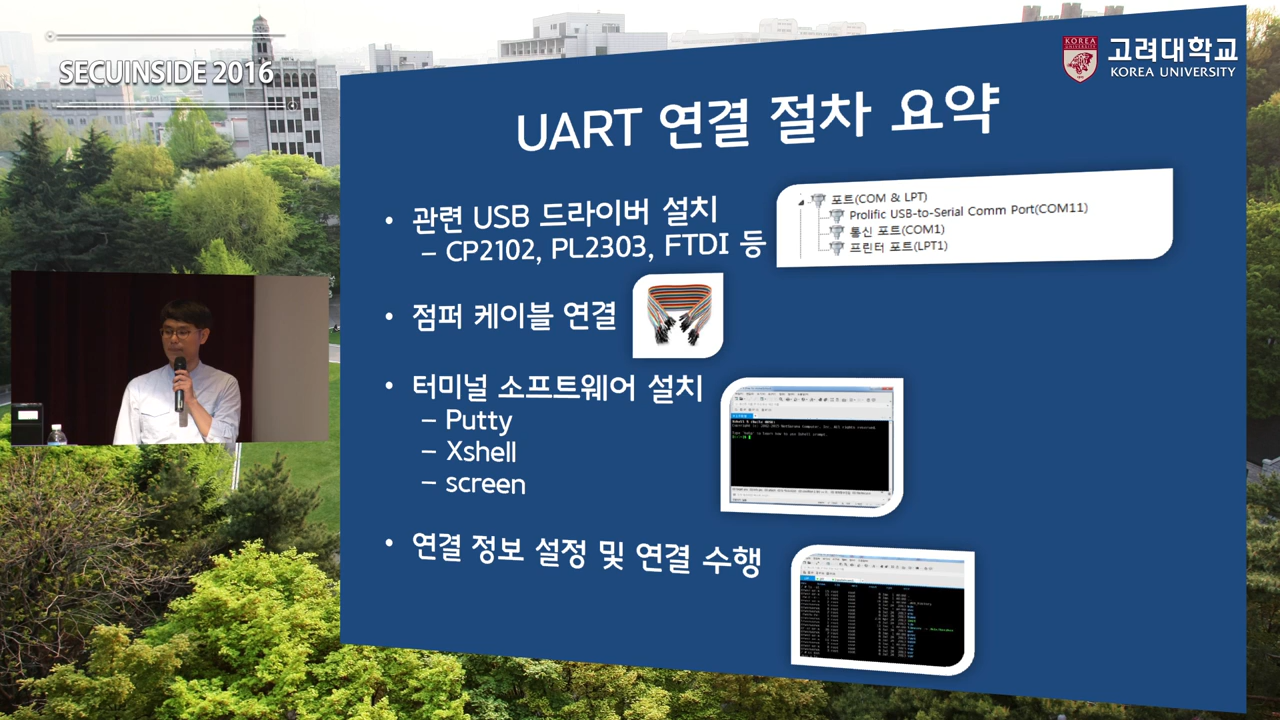 SECUINSIDE 2016
KOREA
UNIVERSITY
고려대학교
KOREA UNIVERSITY
UART 연결 절차 요약
• 관련 USB 드라이버 설치
– CP2102, PL2303, FTDI 등
포트(COM & LPT)
Prolific USB-to-Serial Comm Port(COM11)
통신 포트(COM1)
프린터 포트(LPT1)
• 점퍼 케이블 연결
• 터미널 소프트웨어 설치
– Putty
– Xshell
– screen
• 연결 정보 설정 및 연결 수행